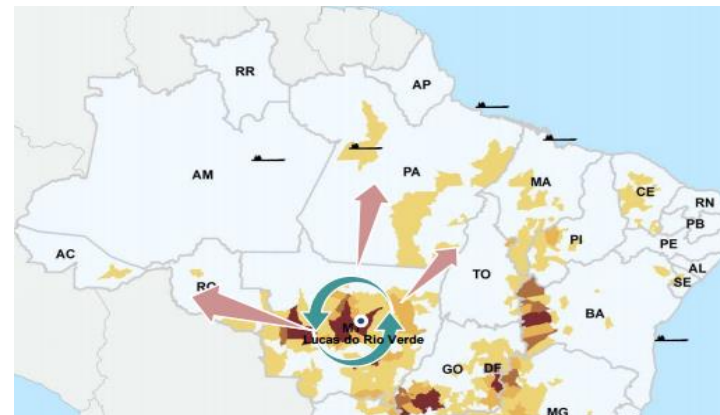 RR
AP
AM
PA
MA
CE
RN
PB
PI
PE
AC
AL
SE
TO
RO
BA
M
Lucas do Rio Verde
GO
DF
MG